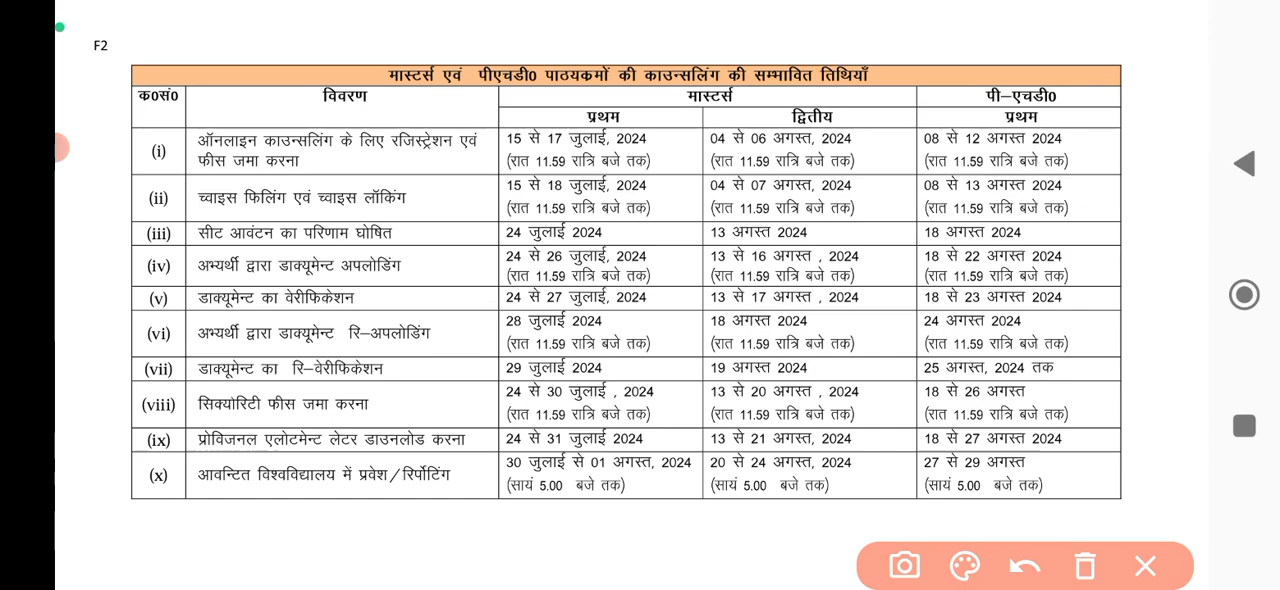 F2
मास्टर्स एवं पीएचडी0 पाठयकमों की काउन्सलिंग की सम्भावित तिथियाँ
क0सं0 विवरण मास्टर्स पी–एचडी0
प्रथम द्वितीय प्रथम
(i) ऑनलाइन काउन्सलिंग के लिए रजिस्ट्रेशन एवं 15 से 17 जुलाई, 2024 04 से 06 अगस्त, 2024 08 से 12 अगस्त 2024
फीस जमा करना (रात 11.59 रात्रि बजे तक) (रात 11.59 रात्रि बजे तक) (रात 11.59 रात्रि बजे तक)
(ii) च्वाइस फिलिंग एवं च्वाइस लॉकिंग 15 से 18 जुलाई, 2024 04 से 07 अगस्त, 2024 08 से 13 अगस्त 2024
(रात 11.59 रात्रि बजे तक) (रात 11.59 रात्रि बजे तक) (रात 11.59 रात्रि बजे तक)
(iii) सीट आवंटन का परिणाम घोषित 24 जुलाई 2024 13 अगस्त 2024 18 अगस्त 2024
(iv) अभ्यर्थी द्वारा डाक्यूमेन्ट अपलोडिंग 24 से 26 जुलाई, 2024 13 से 16 अगस्त , 2024 18 से 22 अगस्त 2024
(रात 11.59 रात्रि बजे तक) (रात 11.59 रात्रि बजे तक) (रात 11.59 रात्रि बजे तक)
(v) डाक्यूमेन्ट का वेरीफिकेशन 24 से 27 जुलाई, 2024 13 से 17 अगस्त , 2024 18 से 23 अगस्त 2024
(vi) अभ्यर्थी द्वारा डाक्यूमेन्ट रि–अपलोडिंग 28 जुलाई 2024 18 अगस्त 2024 24 अगस्त 2024
(रात 11.59 रात्रि बजे तक) (रात 11.59 रात्रि बजे तक) (रात 11.59 रात्रि बजे तक)
(vii) डाक्यूमेन्ट का रि–वेरीफिकेशन 29 जुलाई 2024 19 अगस्त 2024 25 अगस्त, 2024 तक
(viii) सिक्योरिटी फीस जमा करना 24 से 30 जुलाई , 2024 13 से 20 अगस्त , 2024 18 से 26 अगस्त
(रात 11.59 रात्रि बजे तक) (रात 11.59 रात्रि बजे तक) (रात 11.59 रात्रि बजे तक)
(ix) प्रोविजनल एलोटमेन्ट लेटर डाउनलोड करना 24 से 31 जुलाई 2024 13 से 21 अगस्त, 2024 18 से 27 अगस्त 2024
(x) आवन्टित विश्वविद्यालय में प्रवेश/रिर्पोटिंग 30 जुलाई से 01 अगस्त, 2024 20 से 24 अगस्त, 2024 27 से 29 अगस्त
(सायं 5.00 बजे तक) (सायं 5.00 बजे तक) (सायं 5.00 बजे तक)